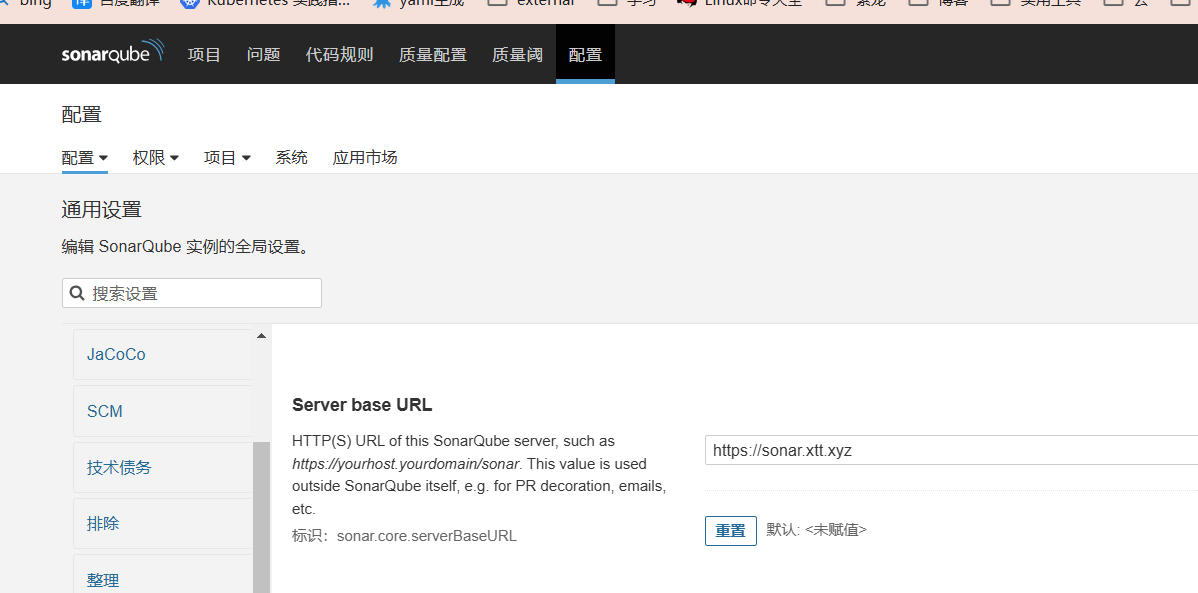 bing 百度翻译 Kubernetes 实践指... yaml生成 external 学习 Linux命令大全 博客 实用工具 云
sonarqube 项目 问题 代码规则 质量配置 质量阈 配置
配置
配置 权限 项目 系统 应用市场
通用设置
编辑 SonarQube 实例的全局设置。
搜索设置
JaCoCo
SCM
技术债务
排除
整理
Server base URL
HTTP(S) URL of this SonarQube server, such as
https://yourhost.yourdomain/sonar. This value is used
outside SonarQube itself, e.g. for PR decoration, emails,
etc.
标识：sonar.core.serverBaseURL
https://sonar.xtt.xyz
重置 默认: <未赋值>